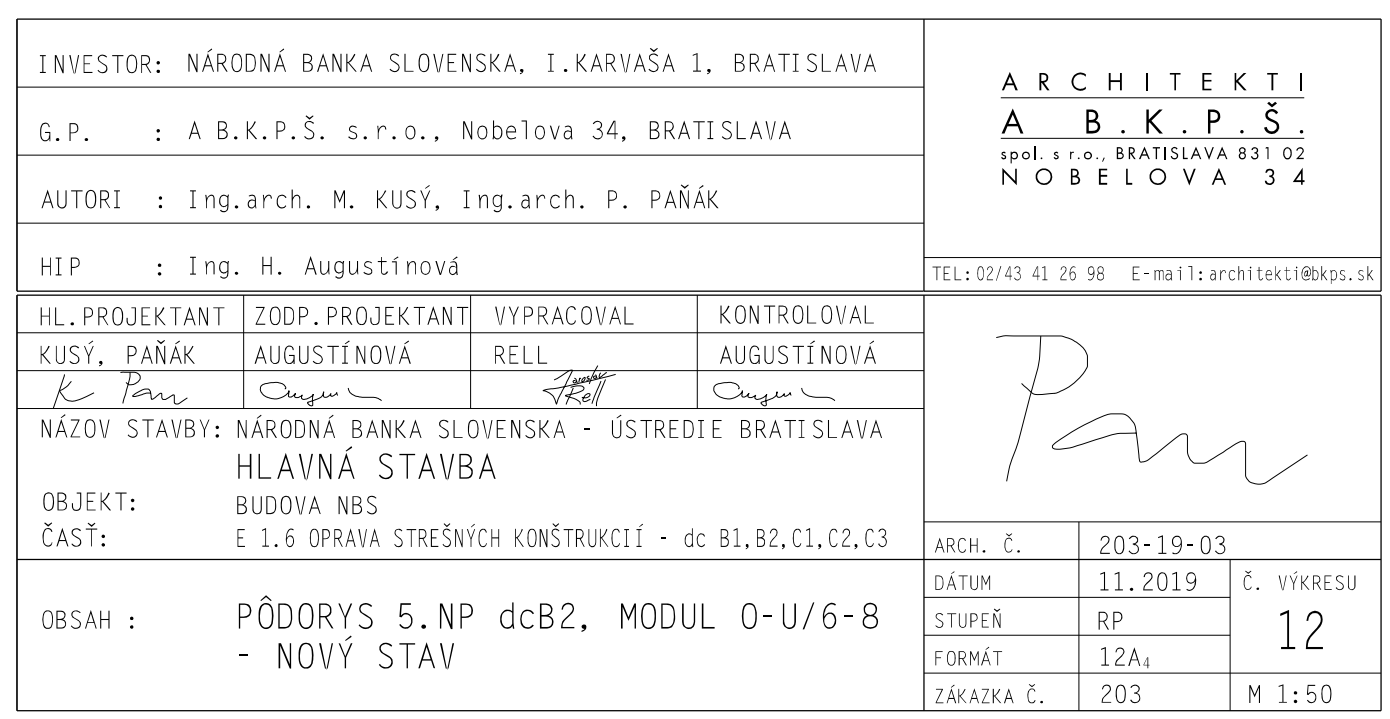 INVESTOR: NÁRODNÁ BANKA SLOVENSKA, I.KARVAŠA 1, BRATISLAVA
G.P. : A B.K.P.Š. s.r.o., Nobelova 34, BRATISLAVA
AUTORI : Ing.arch. M. KUSÝ, Ing.arch. P. PAŇÁK
HIP : Ing. H. Augustínová
ARCHITEKTI
A B.K.P.Š.
spol. s r.o., BRATISLAVA 831 02
NOBELOVA 34
TEL:02/43 41 26 98 E-mail:architekti@bkps.sk
HL.PROJEKTANT ZODP.PROJEKTANT VYPRACOVAL KONTROLOVAL
KUSÝ, PAŇÁK AUGUSTÍNOVÁ RELL AUGUSTÍNOVÁ
Jaroslav
Rell
NÁZOV STAVBY: NÁRODNÁ BANKA SLOVENSKA - ÚSTREDIE BRATISLAVA
HLAVNÁ STAVBA
OBJEKT: BUDOVA NBS
ČASŤ: E 1.6 OPRAVA STREŠNÝCH KONŠTRUKCIÍ - dc B1,B2,C1,C2,C3
OBSAH : PÔDORYS 5.NP dcB2, MODUL O-U/6-8
- NOVÝ STAV
ARCH. Č. 203-19-03
DÁTUM 11.2019 Č. VÝKRESU
STUPEŇ RP 12
FORMÁT 12A₄
ZÁKAZKA Č. 203 M 1:50